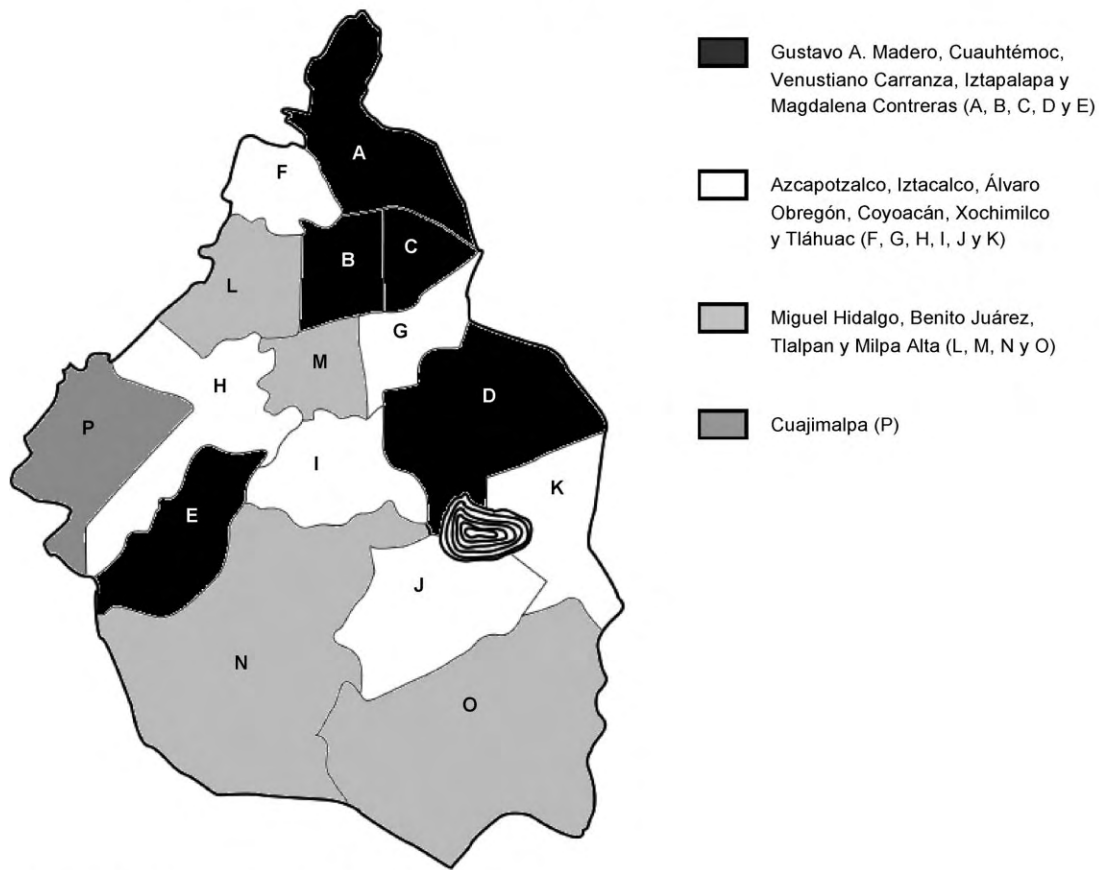 Gustavo A. Madero, Cuauhtémoc,
Venustiano Carranza, Iztapalapa y
Magdalena Contreras (A, B, C, D y E)
Azcapotzalco, Iztacalco, Álvaro
Obregón, Coyoacán, Xochimilco
y Tláhuac (F, G, H, I, J y K)
Miguel Hidalgo, Benito Juárez,
Tlalpan y Milpa Alta (L, M, N y O)
Cuajimalpa (P)
A
F
B
C
L
G
M
H
D
P
I
K
E
J
N
O